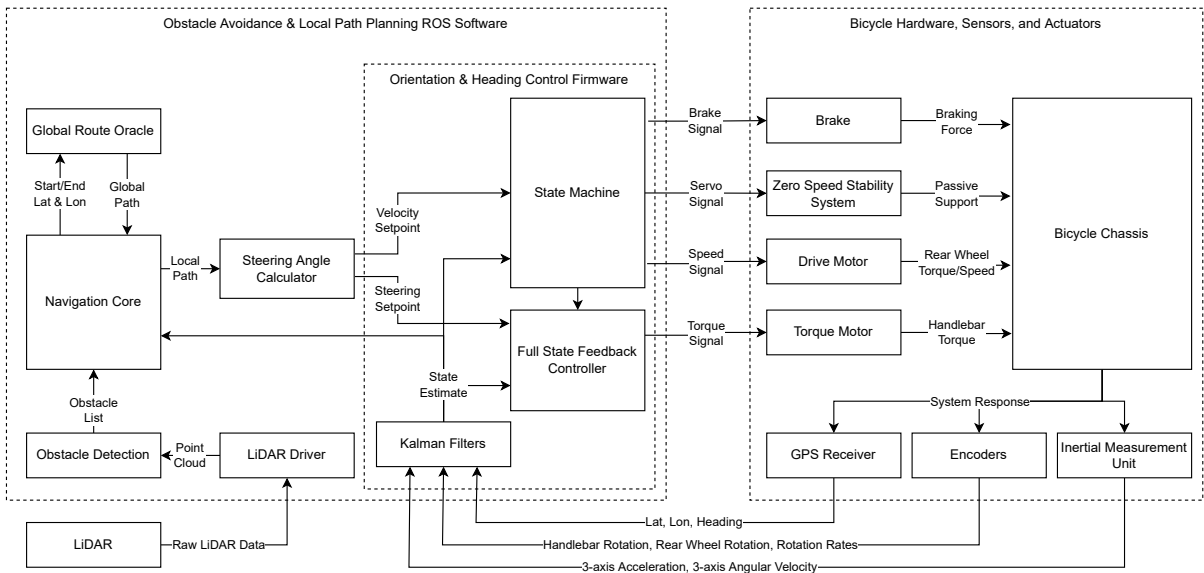 Obstacle Avoidance & Local Path Planning ROS Software
Bicycle Hardware, Sensors, and Actuators
Orientation & Heading Control Firmware
Global Route Oracle
Start/End
Lat & Lon
Global
Path
Navigation Core
Local
Path
Steering Angle
Calculator
Velocity
Setpoint
Steering
Setpoint
State Machine
Full State Feedback
Controller
State
Estimate
Kalman Filters
Obstacle
List
Obstacle Detection
Point
Cloud
LiDAR Driver
LiDAR
Raw LiDAR Data
Brake
Signal
Servo
Signal
Speed
Signal
Torque
Signal
Brake
Zero Speed Stability
System
Drive Motor
Torque Motor
Braking
Force
Passive
Support
Rear Wheel
Torque/Speed
Handlebar
Torque
Bicycle Chassis
System Response
GPS Receiver
Encoders
Inertial Measurement
Unit
Lat, Lon, Heading
Handlebar Rotation, Rear Wheel Rotation, Rotation Rates
3-axis Acceleration, 3-axis Angular Velocity